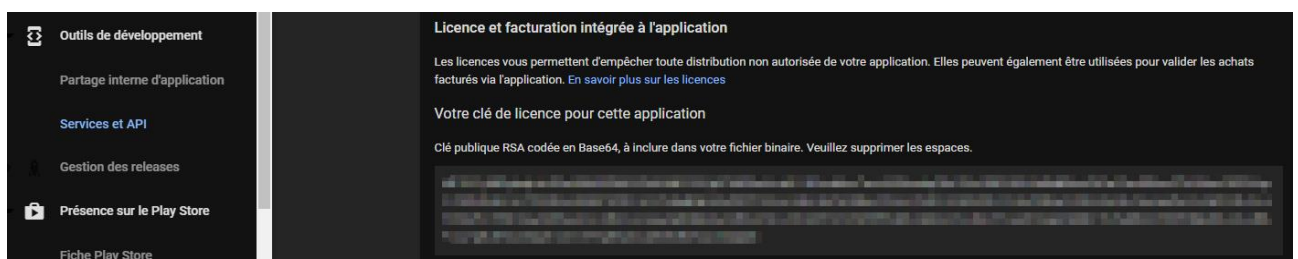 Outils de développement
Partage interne d'application
Services et API
Gestion des releases
Présence sur le Play Store
Fiche Play Store
Licence et facturation intégrée à l'application
Les licences vous permettent d'empêcher toute distribution non autorisée de votre application. Elles peuvent également être utilisées pour valider les achats
facturés via l'application. En savoir plus sur les licences
Votre clé de licence pour cette application
Clé publique RSA codée en Base64, à inclure dans votre fichier binaire. Veuillez supprimer les espaces.